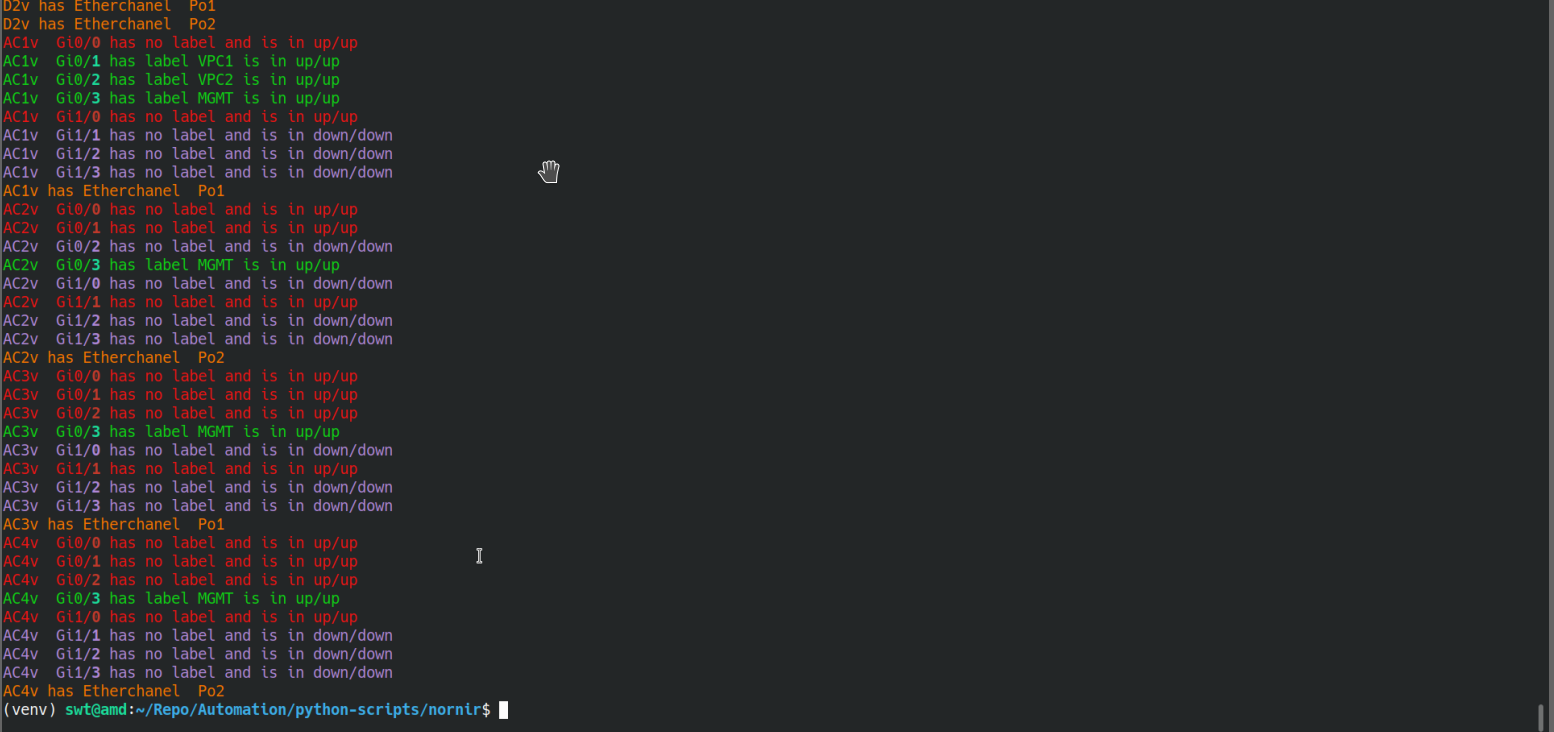 D2v has Etherchanel  Po1
D2v has Etherchanel  Po2
AC1v  Gi0/0 has no label and is in up/up
AC1v  Gi0/1 has label VPC1 is in up/up
AC1v  Gi0/2 has label VPC2 is in up/up
AC1v  Gi0/3 has label MGMT is in up/up
AC1v  Gi1/0 has no label and is in up/up
AC1v  Gi1/1 has no label and is in down/down
AC1v  Gi1/2 has no label and is in down/down
AC1v  Gi1/3 has no label and is in down/down
AC1v has Etherchanel  Po1
AC2v  Gi0/0 has no label and is in up/up
AC2v  Gi0/1 has no label and is in up/up
AC2v  Gi0/2 has no label and is in down/down
AC2v  Gi0/3 has label MGMT is in up/up
AC2v  Gi1/0 has no label and is in down/down
AC2v  Gi1/1 has no label and is in up/up
AC2v  Gi1/2 has no label and is in down/down
AC2v  Gi1/3 has no label and is in down/down
AC2v has Etherchanel  Po2
AC3v  Gi0/0 has no label and is in up/up
AC3v  Gi0/1 has no label and is in up/up
AC3v  Gi0/2 has no label and is in up/up
AC3v  Gi0/3 has label MGMT is in up/up
AC3v  Gi1/0 has no label and is in down/down
AC3v  Gi1/1 has no label and is in up/up
AC3v  Gi1/2 has no label and is in down/down
AC3v  Gi1/3 has no label and is in down/down
AC3v has Etherchanel  Po1
AC4v  Gi0/0 has no label and is in up/up
AC4v  Gi0/1 has no label and is in up/up
AC4v  Gi0/2 has no label and is in up/up
AC4v  Gi0/3 has label MGMT is in up/up
AC4v  Gi1/0 has no label and is in up/up
AC4v  Gi1/1 has no label and is in down/down
AC4v  Gi1/2 has no label and is in down/down
AC4v  Gi1/3 has no label and is in down/down
AC4v has Etherchanel  Po2
(venv) swt@amd:~/Repo/Automation/python-scripts/nornir$